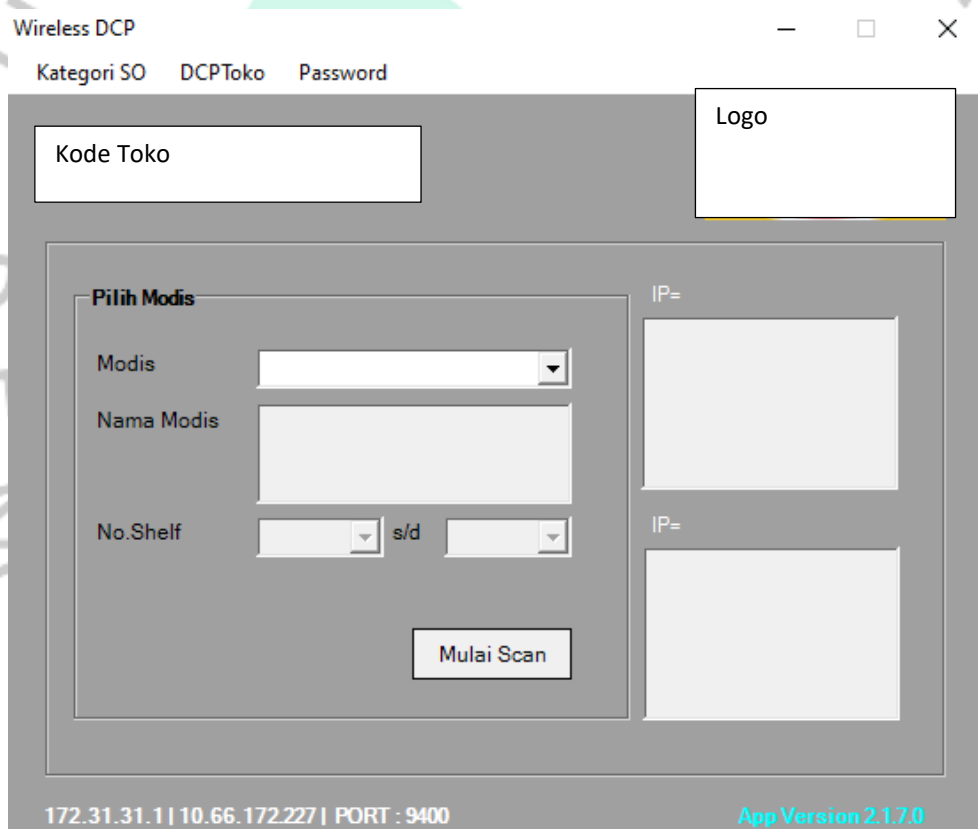 Wireless DCP
Kategori SO DCPToko Password
Logo
Kode Toko
Pilih Modis
IP=
Modis
Nama Modis
No.Shelf s/d
IP=
Mulai Scan
172.31.31.1 | 10.66.172.227 | PORT : 9400 App Version 2.1.7.0